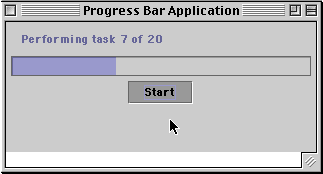 Progress Bar Application
Performing task 7 of 20
Start